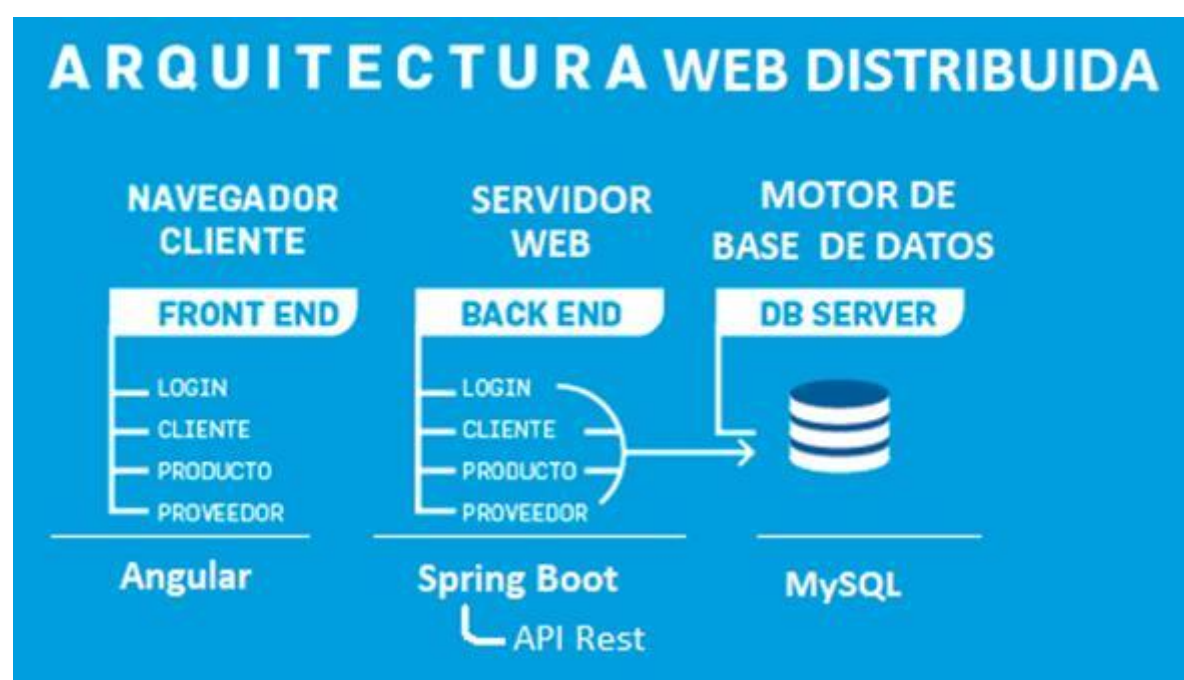 ARQUITECTURA WEB DISTRIBUIDA
NAVEGADOR
CLIENTE
FRONT END
LOGIN
CLIENTE
PRODUCTO
PROVEEDOR
Angular
SERVIDOR
WEB
BACK END
LOGIN
CLIENTE
PRODUCTO
PROVEEDOR
Spring Boot
API Rest
MOTOR DE
BASE DE DATOS
DB SERVER
MySQL